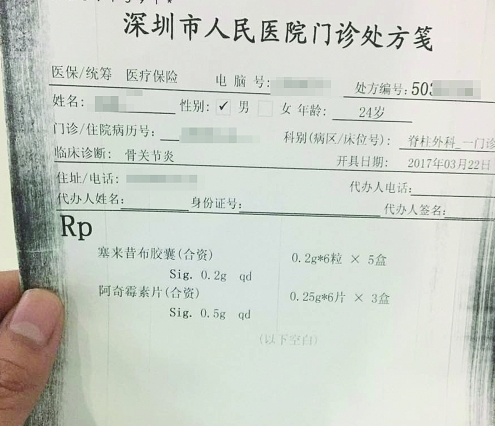 深圳市人民医院门诊处方笺
医保/统筹 医疗保险 电 脑 号: 处方编号: 503
姓名: 性别: ✓ 男 女 年龄: 24岁
门诊/住院病历号: 科别(病区/床位号): 脊柱外科_一门诊
临床诊断: 骨关节炎 开具日期: 2017年03月22日
住址/电话: 代办人电话:
代办人姓名: 身份证号: 代办人签名:
Rp
塞来昔布胶囊(合资) 0.2g*6粒 × 5盒
Sig. 0.2g qd
阿奇霉素片(合资) 0.25g*6片 × 3盒
Sig. 0.5g qd
(以下空白)